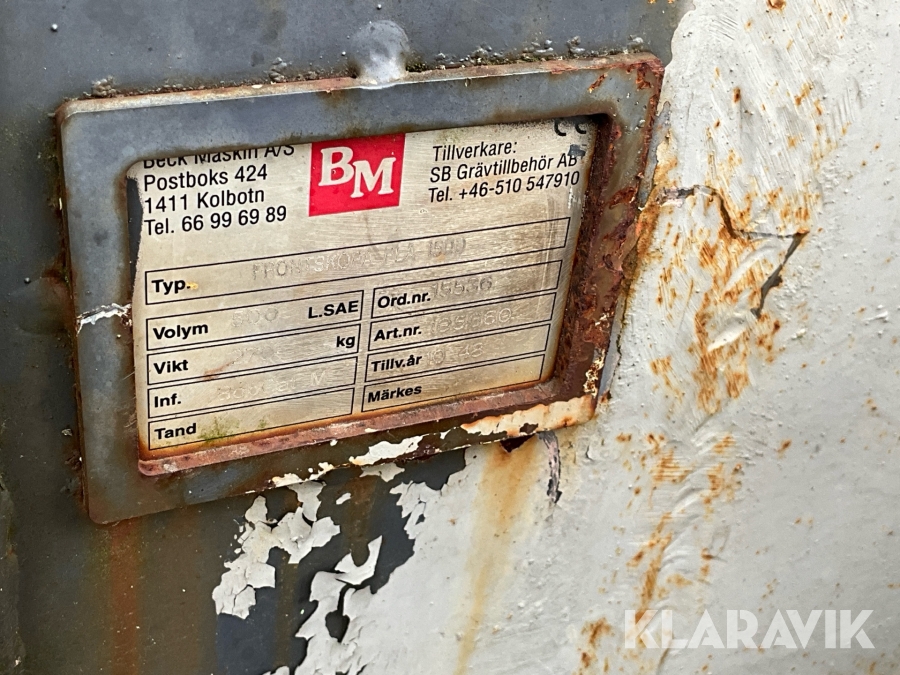 Beck Maskin A/S
Postboks 424
1411 Kolbotn
Tel. 66 99 69 89
BM
CE
Tillverkare:
SB Grävtillbehör AB
Tel. +46-510 547910
Typ.
Volym L.SAE
Ord.nr.
Vikt kg
Art.nr.
Inf.
Tillv.år
Tand
Märkes
KLARAVIK